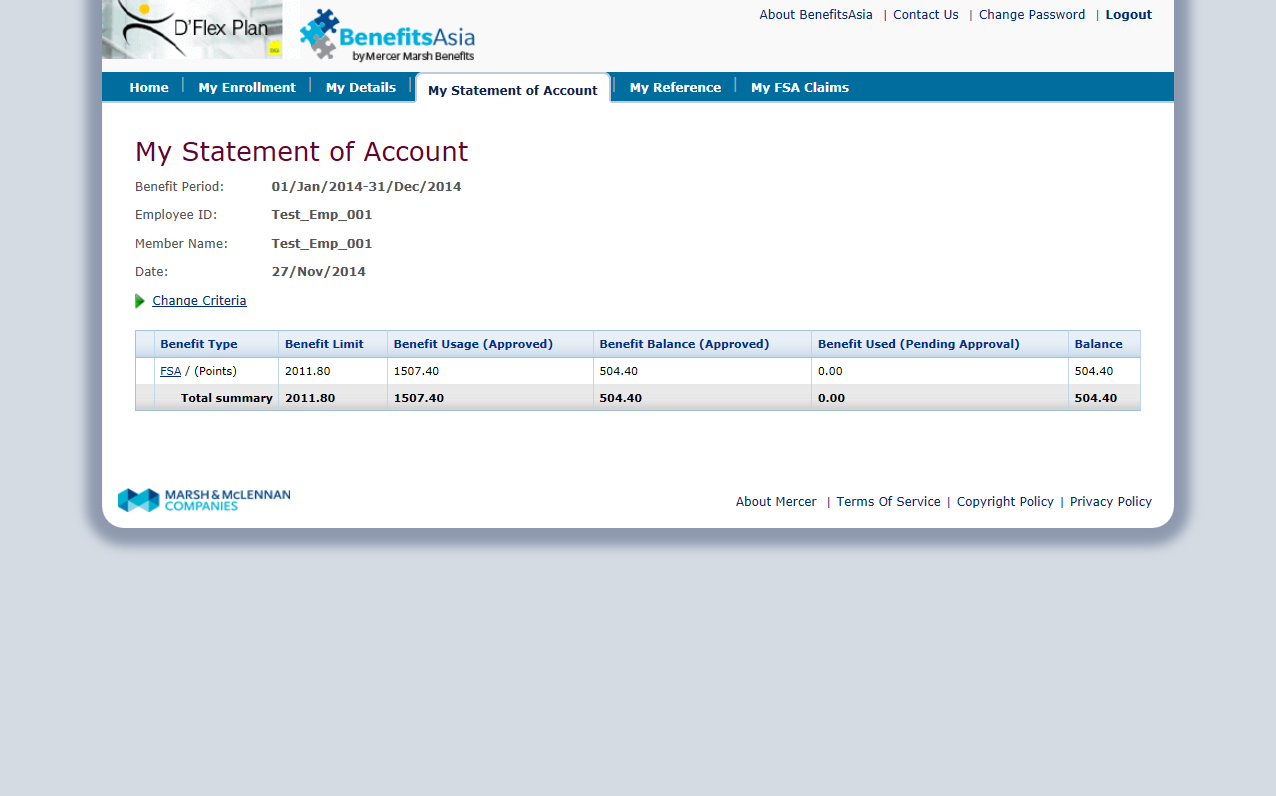 D'Flex Plan
BenefitsAsia
by Mercer Marsh Benefits
About BenefitsAsia | Contact Us | Change Password | Logout
Home My Enrollment My Details My Statement of Account My Reference My FSA Claims
My Statement of Account
Benefit Period: 01/Jan/2014-31/Dec/2014
Employee ID: Test_Emp_001
Member Name: Test_Emp_001
Date: 27/Nov/2014
Change Criteria
Benefit Type Benefit Limit Benefit Usage (Approved) Benefit Balance (Approved) Benefit Used (Pending Approval) Balance
FSA / (Points) 2011.80 1507.40 504.40 0.00 504.40
Total summary 2011.80 1507.40 504.40 0.00 504.40
MARSH & McLENNAN
COMPANIES
About Mercer | Terms Of Service | Copyright Policy | Privacy Policy